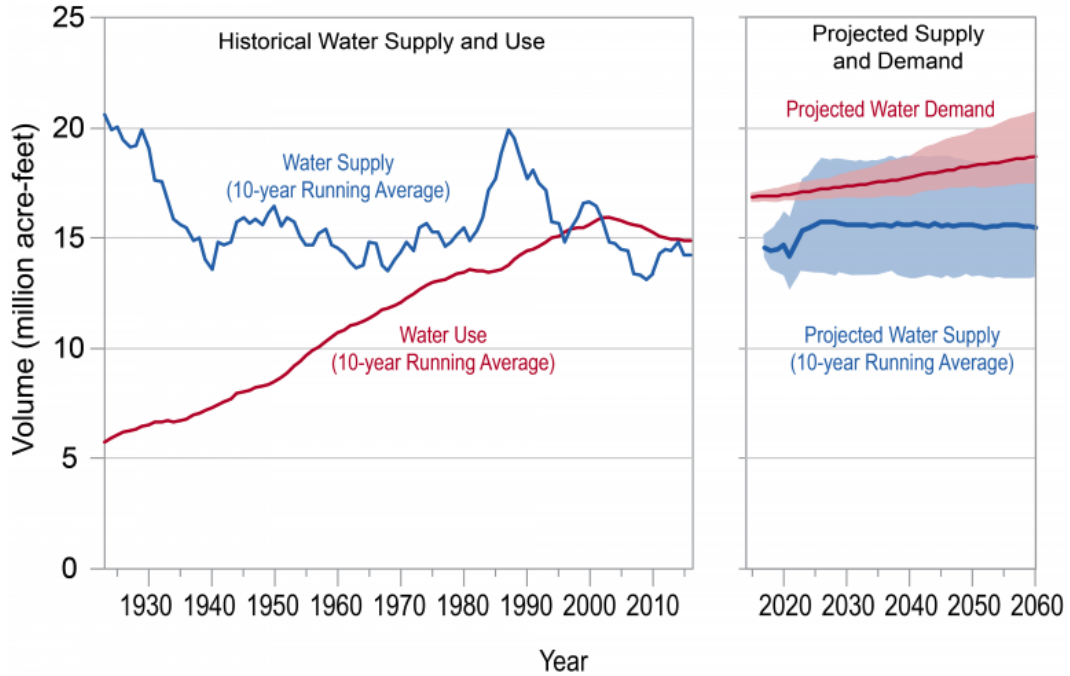 Historical Water Supply and Use
Projected Supply
and Demand
Volume (million acre-feet)
25
20
15
10
5
0
Water Supply
(10-year Running Average)
Water Use
(10-year Running Average)
Projected Water Demand
Projected Water Supply
(10-year Running Average)
1930 1940 1950 1960 1970 1980 1990 2000 2010
2020 2030 2040 2050 2060
Year